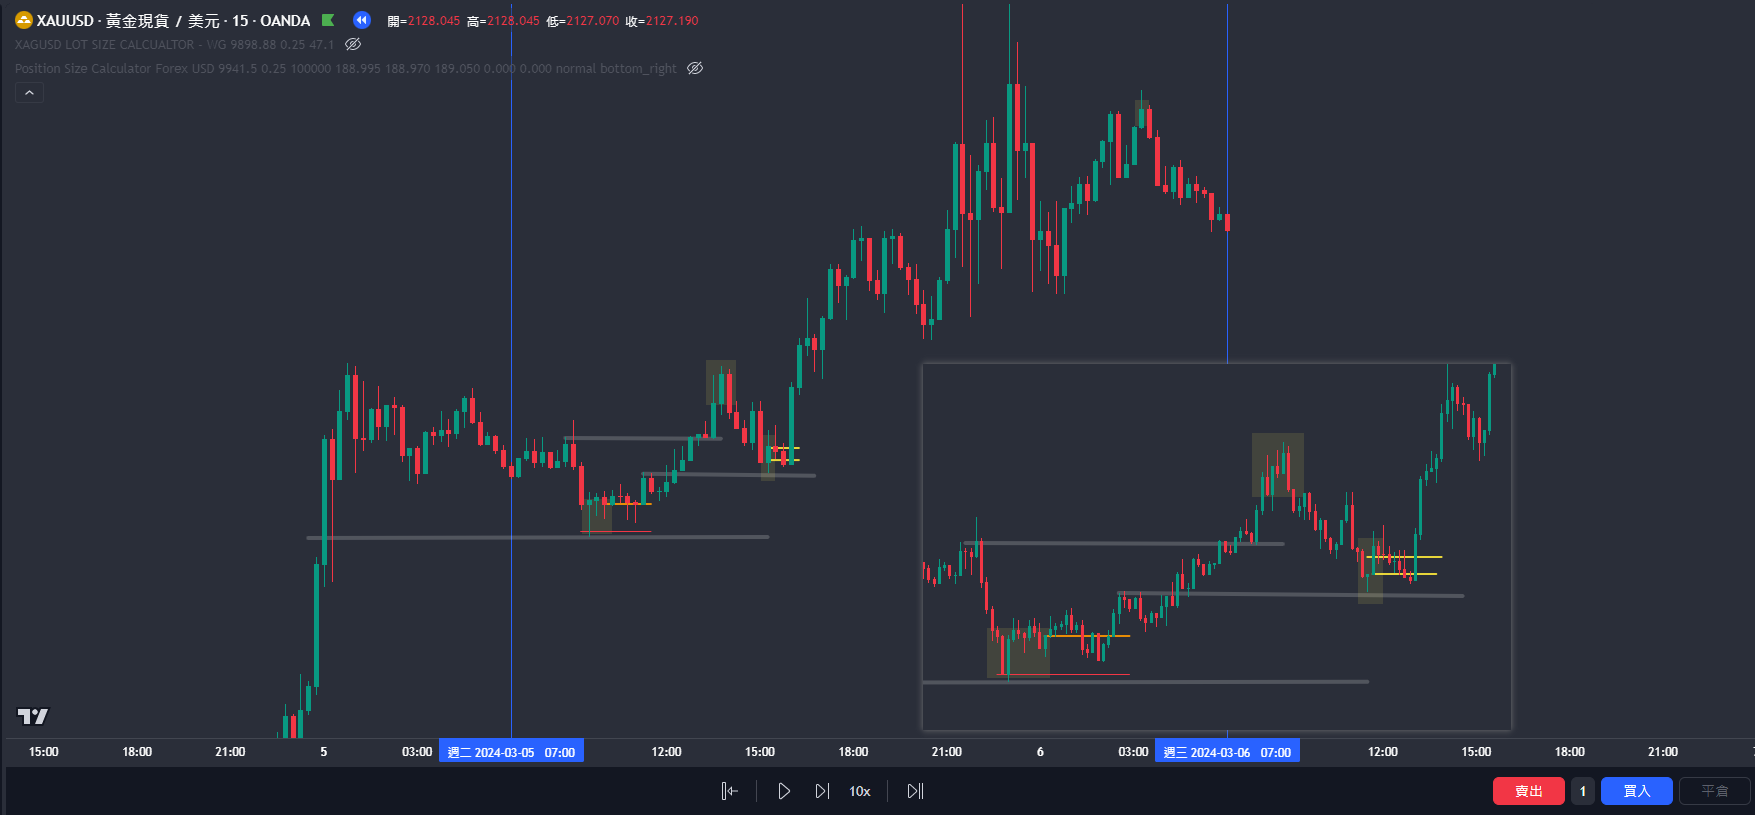 XAUUSD · 黃金現貨 / 美元 · 15 · OANDA 開=2128.045 高=2128.045 低=2127.070 收=2127.190
XAGUSD LOT SIZE CALCUALTOR - WG 9898.88 0.25 47.1
Position Size Calculator Forex USD 9941.5 0.25 100000 188.995 188.970 189.050 0.000 0.000 normal bottom_right
15:00 18:00 21:00 5 03:00 週二 2024-03-05 07:00 12:00 15:00 18:00 21:00 6 03:00 週三 2024-03-06 07:00 12:00 15:00 18:00 21:00
10x 賣出 1 買入 平倉